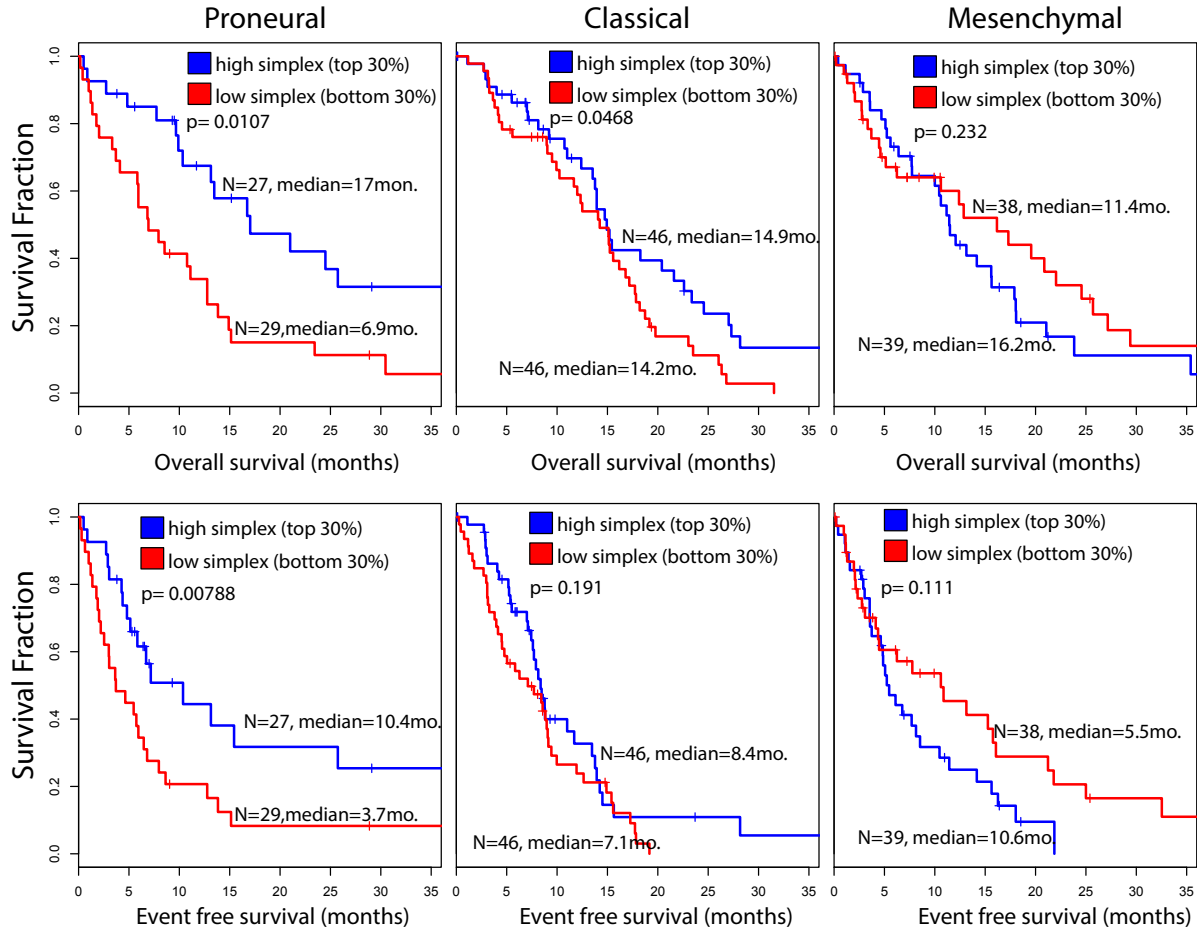 Proneural
Classical
Mesenchymal
Survival Fraction
1.0
0.8
0.6
0.4
0.2
0.0
high simplex (top 30%)
low simplex (bottom 30%)
p= 0.0107
N=27, median=17mon.
N=29,median=6.9mo.
0 5 10 15 20 25 30 35
Overall survival (months)
high simplex (top 30%)
low simplex (bottom 30%)
p= 0.0468
N=46, median=14.9mo.
N=46, median=14.2mo.
0 5 10 15 20 25 30 35
Overall survival (months)
high simplex (top 30%)
low simplex (bottom 30%)
p= 0.232
N=38, median=11.4mo.
N=39, median=16.2mo.
0 5 10 15 20 25 30 35
Overall survival (months)
Survival Fraction
1.0
0.8
0.6
0.4
0.2
0.0
high simplex (top 30%)
low simplex (bottom 30%)
p= 0.00788
N=27, median=10.4mo.
N=29,median=3.7mo.
0 5 10 15 20 25 30 35
Event free survival (months)
high simplex (top 30%)
low simplex (bottom 30%)
p= 0.191
N=46, median=8.4mo.
N=46, median=7.1mo.
0 5 10 15 20 25 30 35
Event free survival (months)
high simplex (top 30%)
low simplex (bottom 30%)
p= 0.111
N=38, median=5.5mo.
N=39, median=10.6mo.
0 5 10 15 20 25 30 35
Event free survival (months)